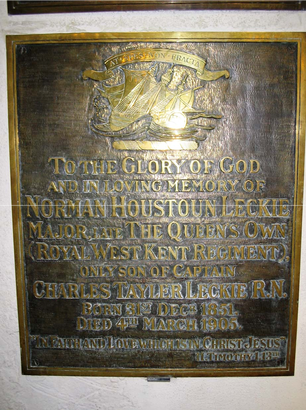 TO THE GLORY OF GOD
AND IN LOVING MEMORY OF
NORMAN HOUSTOUN LECKIE
MAJOR LATE THE QUEEN'S OWN
(ROYAL WEST KENT REGIMENT)
ONLY SON OF CAPTAIN
CHARLES TAYLER LECKIE R.N.
BORN 31ST DECR 1851.
DIED 4TH MARCH 1905.
"IN FAITH AND LOVE WHICH IS IN CHRIST JESUS"